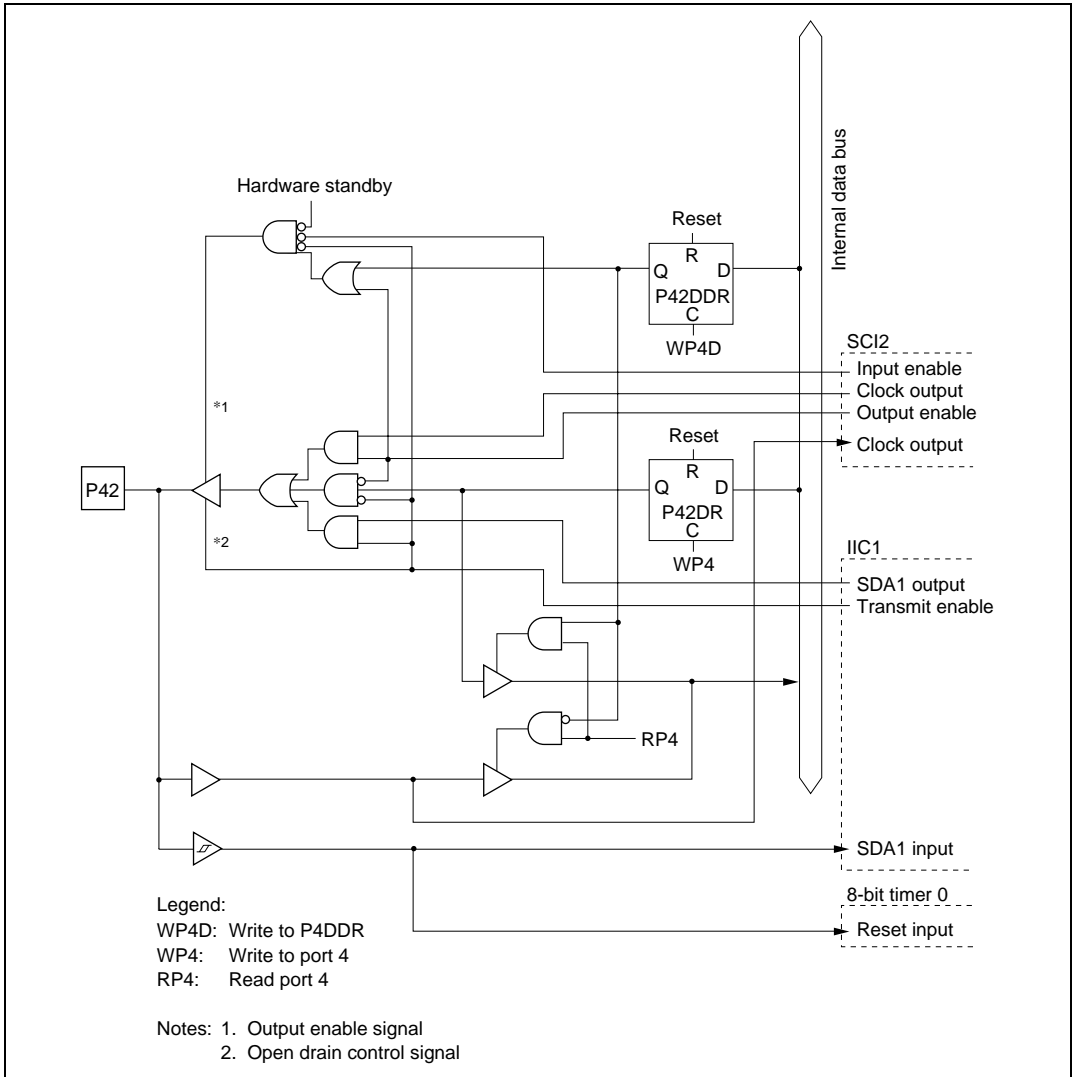 Hardware standby
Reset
R
Q D
P42DDR
C
WP4D
Internal data bus
SCI2
Input enable
Clock output
Output enable
Clock output
*1
Reset
R
Q D
P42DR
C
WP4
P42
*2
IIC1
SDA1 output
Transmit enable
RP4
SDA1 input
8-bit timer 0
Reset input
Legend:
WP4D: Write to P4DDR
WP4: Write to port 4
RP4: Read port 4
Notes: 1. Output enable signal
2. Open drain control signal